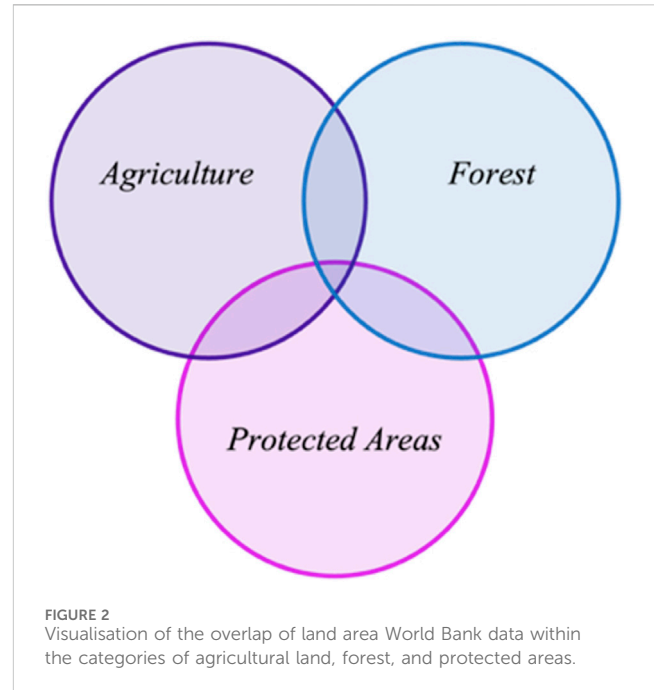 Agriculture
Forest
Protected Areas
FIGURE 2
Visualisation of the overlap of land area World Bank data within
the categories of agricultural land, forest, and protected areas.